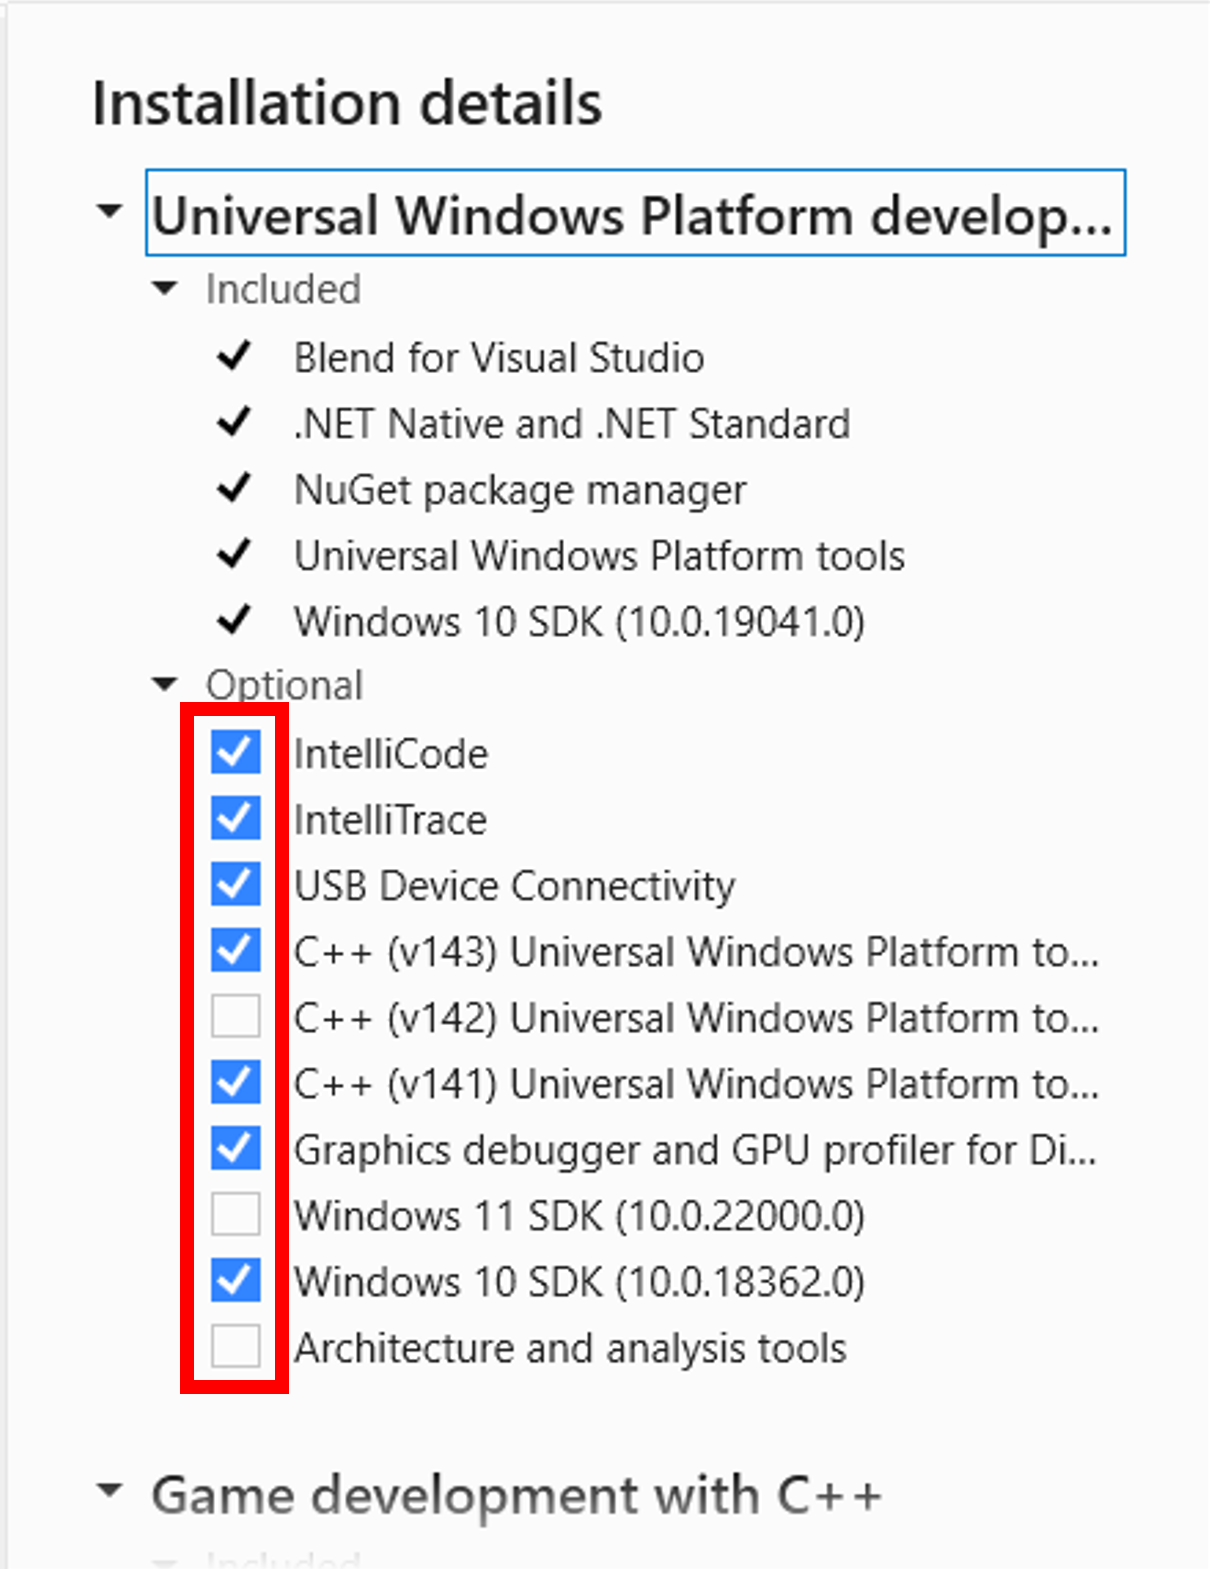 Installation details
Universal Windows Platform develop...
Included
Blend for Visual Studio
.NET Native and .NET Standard
NuGet package manager
Universal Windows Platform tools
Windows 10 SDK (10.0.19041.0)
Optional
IntelliCode
IntelliTrace
USB Device Connectivity
C++ (v143) Universal Windows Platform to...
C++ (v142) Universal Windows Platform to...
C++ (v141) Universal Windows Platform to...
Graphics debugger and GPU profiler for Di...
Windows 11 SDK (10.0.22000.0)
Windows 10 SDK (10.0.18362.0)
Architecture and analysis tools
Game development with C++
Included